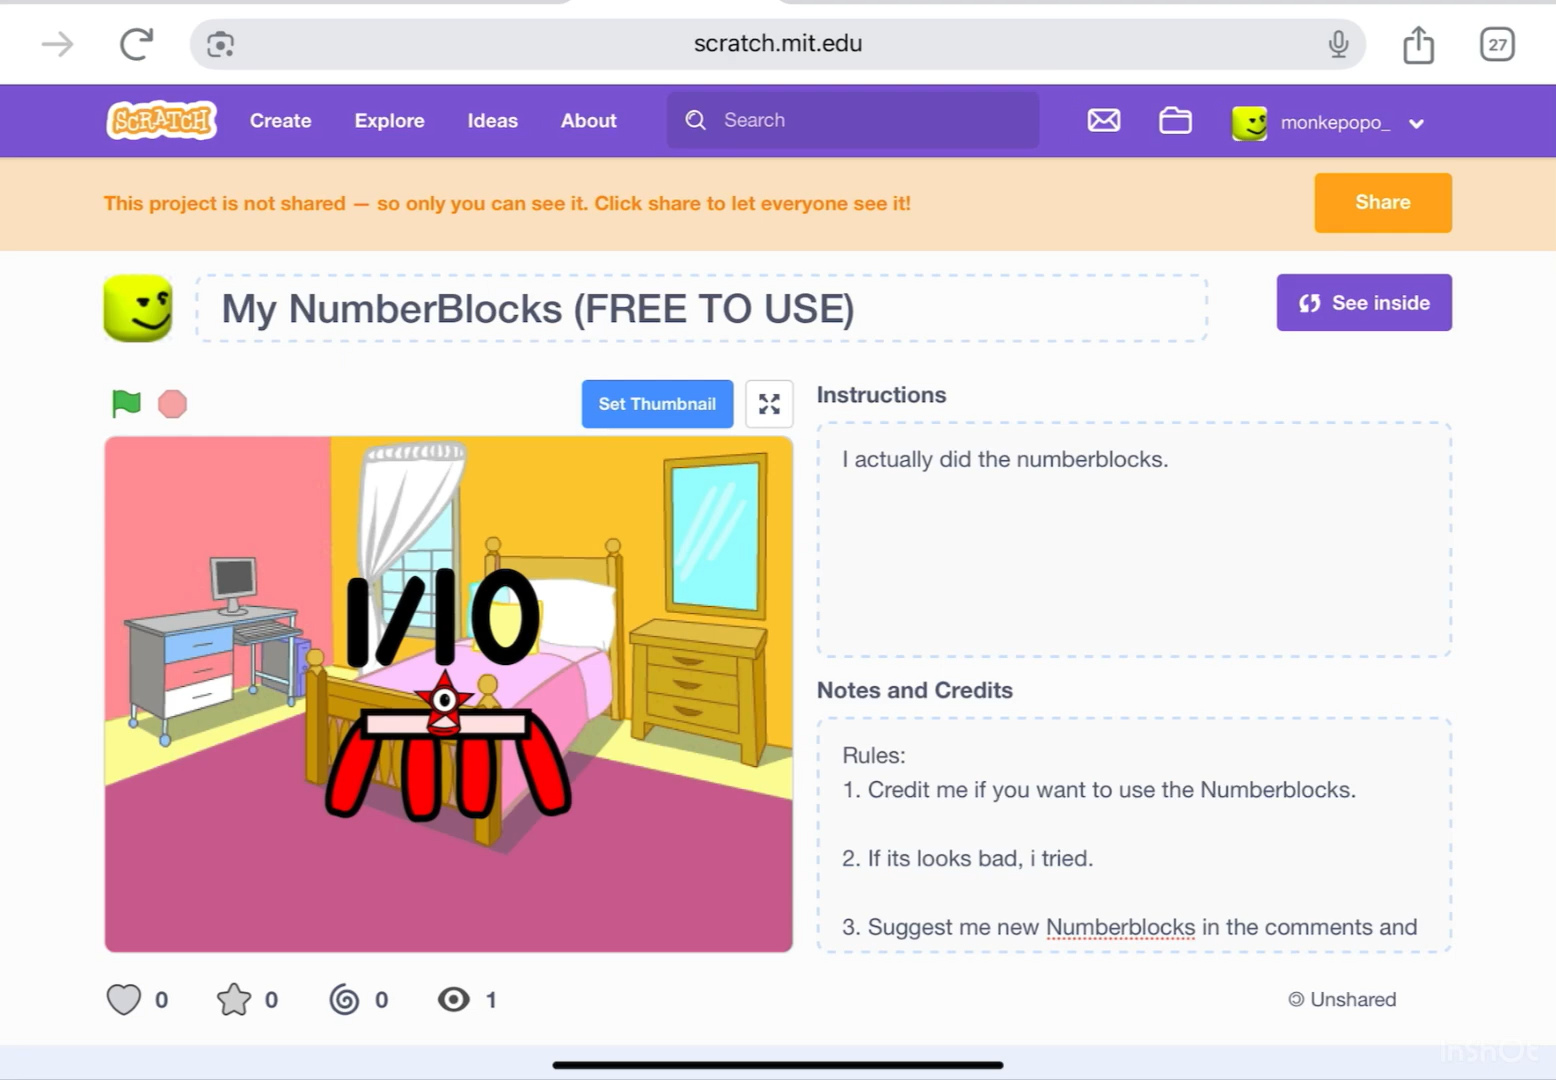 scratch.mit.edu
27
SCRATCH
Create
Explore
Ideas
About
Search
monkepopo_
This project is not shared — so only you can see it. Click share to let everyone see it!
Share
My NumberBlocks (FREE TO USE)
See inside
Set Thumbnail
1/10
Instructions
I actually did the numberblocks.
Notes and Credits
Rules:
1. Credit me if you want to use the Numberblocks.
2. If its looks bad, i tried.
3. Suggest me new Numberblocks in the comments and
0
0
0
1
Unshared
InShOt